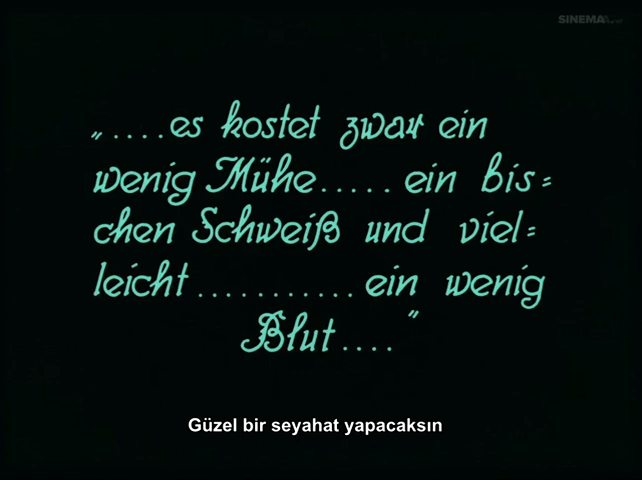 SINEMA
„....es kostet zwar ein
wenig Mühe..... ein bis=
chen Schweiß und viel=
leicht ........... ein wenig
Blut...."
Güzel bir seyahat yapacaksın